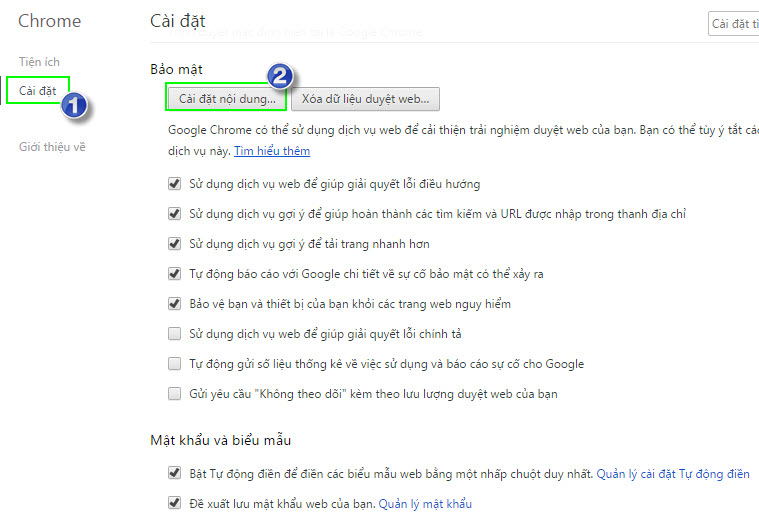 Chrome
Cài đặt
Cài đặt ti
Tiện ích
Cài đặt
1
Giới thiệu về
Bảo mật
2
Cài đặt nội dung...
Xóa dữ liệu duyệt web...
Google Chrome có thể sử dụng dịch vụ web để cải thiện trải nghiệm duyệt web của bạn. Bạn có thể tùy ý tắt các
dịch vụ này. Tìm hiểu thêm
Sử dụng dịch vụ web để giúp giải quyết lỗi điều hướng
Sử dụng dịch vụ gợi ý để giúp hoàn thành các tìm kiếm và URL được nhập trong thanh địa chỉ
Sử dụng dịch vụ gợi ý để tải trang nhanh hơn
Tự động báo cáo với Google chi tiết về sự cố bảo mật có thể xảy ra
Bảo vệ bạn và thiết bị của bạn khỏi các trang web nguy hiểm
Sử dụng dịch vụ web để giúp giải quyết lỗi chính tả
Tự động gửi số liệu thống kê về việc sử dụng và báo cáo sự cố cho Google
Gửi yêu cầu "Không theo dõi" kèm theo lưu lượng duyệt web của bạn
Mật khẩu và biểu mẫu
Bật Tự động điền để điền các biểu mẫu web bằng một nhấp chuột duy nhất. Quản lý cài đặt Tự động điền
Đề xuất lưu mật khẩu web của bạn. Quản lý mật khẩu